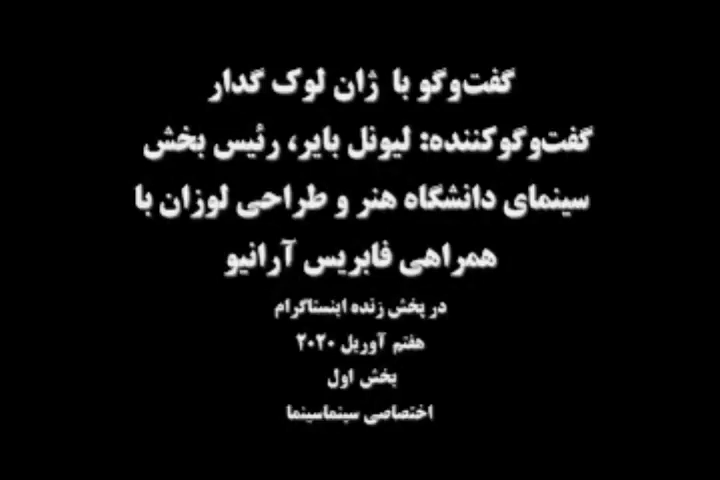 گفت‌وگو با ژان لوک گدار
گفت‌وگوکننده: لیونل بایر، رئیس بخش
سینمای دانشگاه هنر و طراحی لوزان با
همراهی فابریس آرانیو
در پخش زنده اینستاگرام
هفتم آوریل ۲۰۲۰
بخش اول
اختصاصی سینماسینما